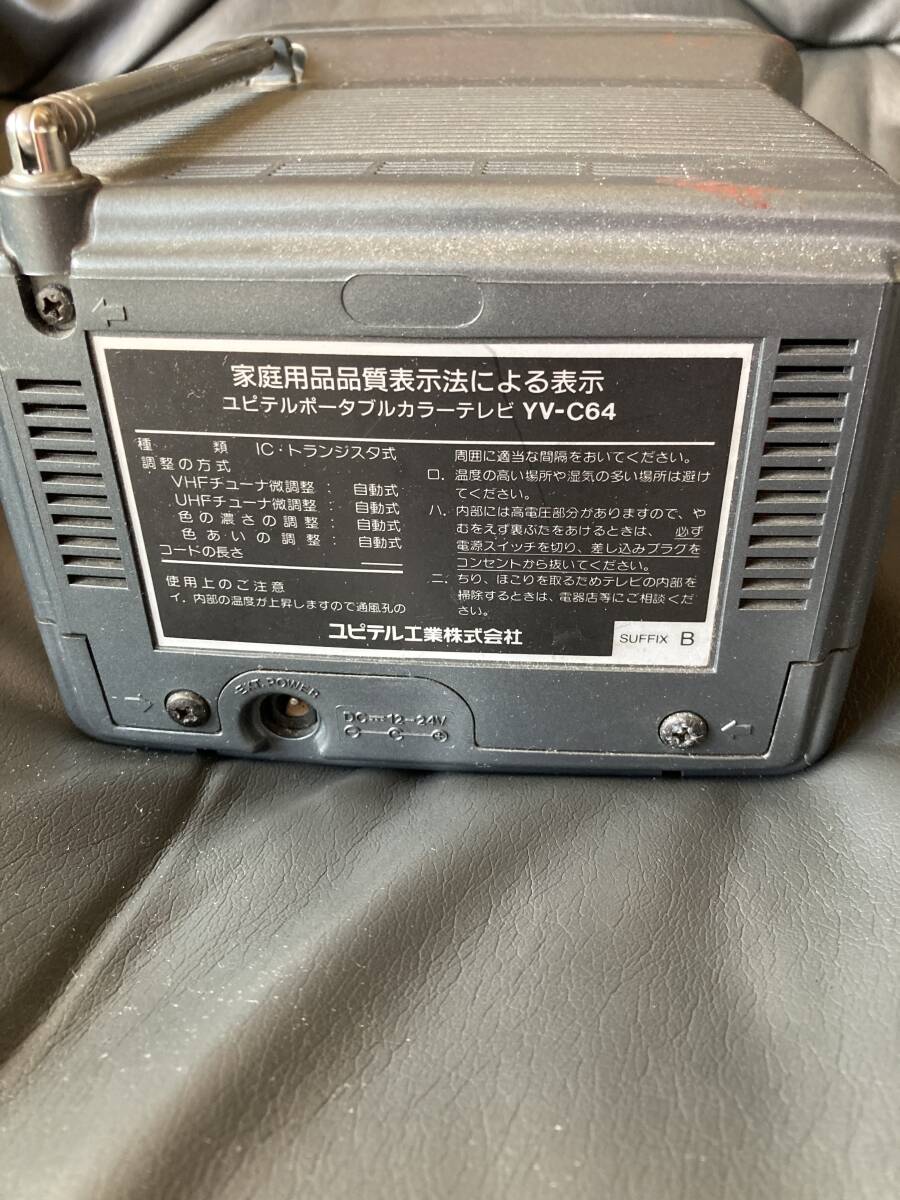 家庭用品品質表示法による表示
ユピテルポータブルカラーテレビ YV-C64
種類 IC・トランジスタ式
調整の方式
VHFチューナ微調整 : 自動式
UHFチューナ微調整 : 自動式
色の濃さの調整 : 自動式
色あいの調整 : 自動式
コードの長さ
使用上のご注意
イ. 内部の温度が上昇しますので通風孔の
周囲に適当な間隔をおいてください。
ロ. 温度の高い場所や湿気の多い場所は避け
てください。
ハ. 内部には高電圧部分がありますので、や
むをえず裏ぶたをあけるときは、必ず
電源スイッチを切り、差し込みプラグを
コンセントから抜いてください。
ニ. ちり、ほこりを取るためテレビの内部を
掃除するときは、電器店等にご相談くだ
さい。
ユピテル工業株式会社
SUFFIX B
EXT. POWER
DC 12-24V